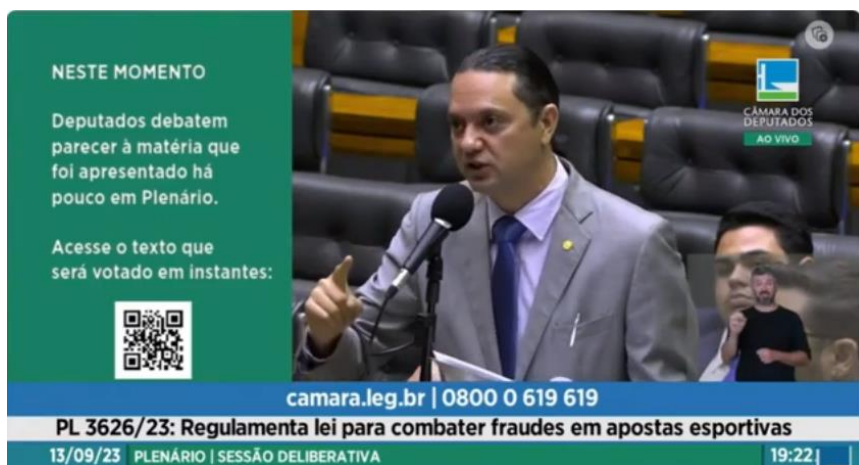 NESTE MOMENTO
Deputados debatem
parecer à matéria que
foi apresentado há
pouco em Plenário.
Acesse o texto que
será votado em instantes:
CÂMARA DOS
DEPUTADOS
AO VIVO
camara.leg.br | 0800 0 619 619
PL 3626/23: Regulamenta lei para combater fraudes em apostas esportivas
13/09/23 PLENÁRIO | SESSÃO DELIBERATIVA 19:22